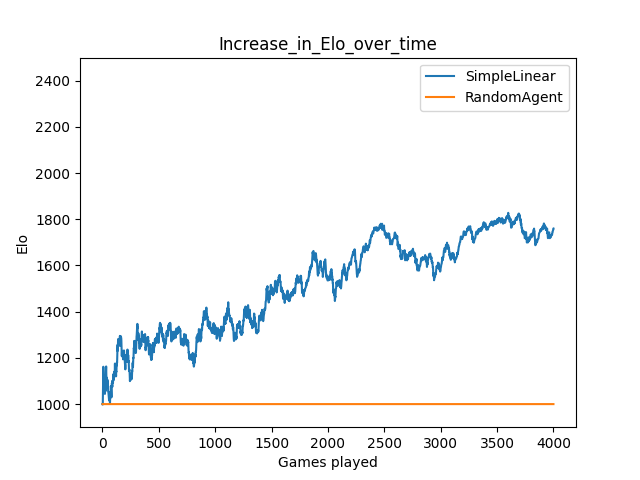 Increase_in_Elo_over_time
SimpleLinear
RandomAgent
2400
2200
2000
1800
1600
1400
1200
1000
Elo
0 500 1000 1500 2000 2500 3000 3500 4000
Games played